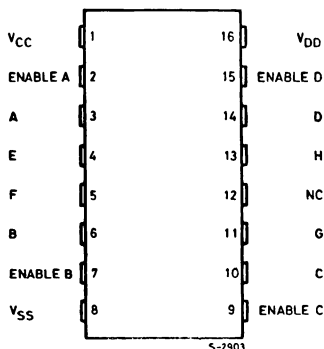 VCC 1 16 VDD
ENABLE A 2 15 ENABLE D
A 3 14 D
E 4 13 H
F 5 12 NC
B 6 11 G
ENABLE B 7 10 C
VSS 8 9 ENABLE C
S-2903